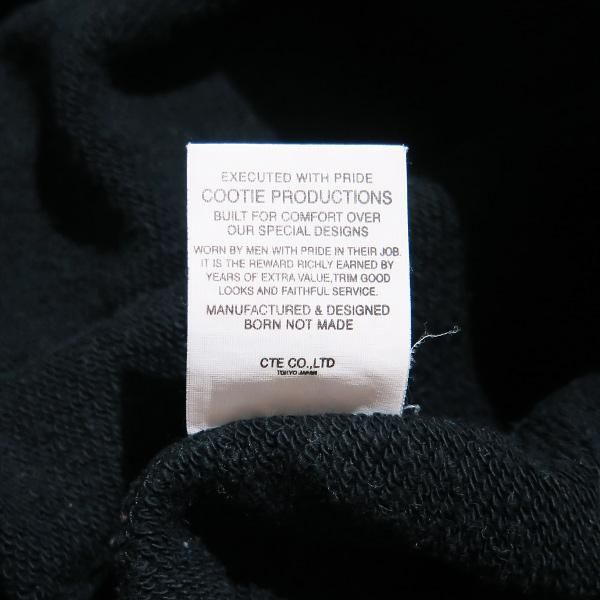 EXECUTED WITH PRIDE
COOTIE PRODUCTIONS
BUILT FOR COMFORT OVER
OUR SPECIAL DESIGNS
WORN BY MEN WITH PRIDE IN THEIR JOB.
IT IS THE REWARD RICHLY EARNED BY
YEARS OF EXTRA VALUE,TRIM GOOD
LOOKS AND FAITHFUL SERVICE.
MANUFACTURED & DESIGNED
BORN NOT MADE
CTE CO.,LTD
TOKYO JAPAN